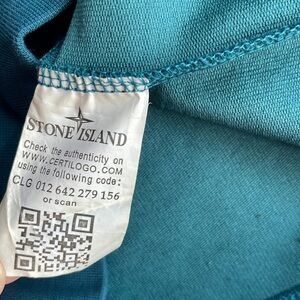 STONE ISLAND
Check the authenticity on
WWW.CERTILOGO.COM
using the following code:
CLG 012 642 279 156
or scan